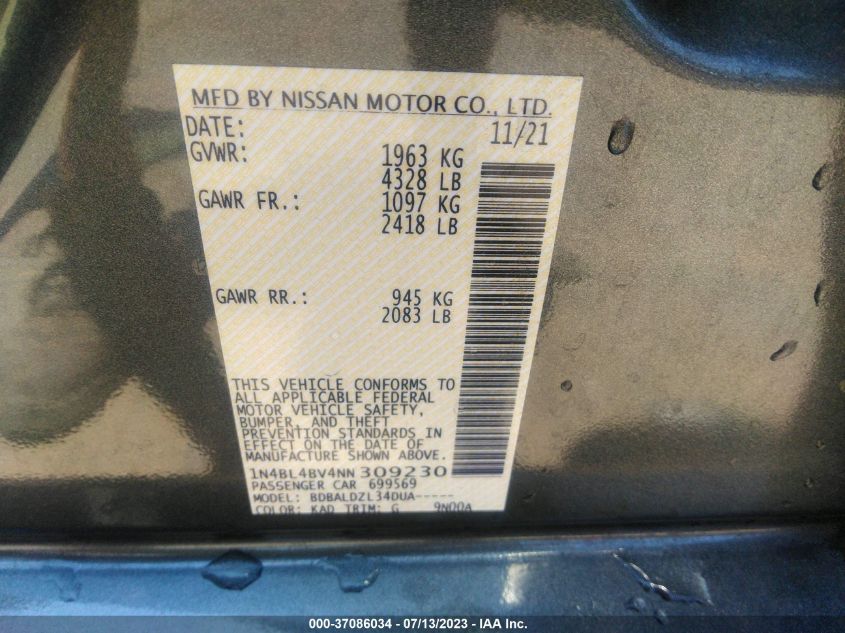 MFD BY NISSAN MOTOR CO., LTD.
DATE: 11/21
GVWR: 1963 KG
4328 LB
GAWR FR.: 1097 KG
2418 LB
GAWR RR.: 945 KG
2083 LB
THIS VEHICLE CONFORMS TO
ALL APPLICABLE FEDERAL
MOTOR VEHICLE SAFETY,
BUMPER, AND THEFT
PREVENTION STANDARDS IN
EFFECT ON THE DATE OF
MANUFACTURE SHOWN ABOVE.
1N4BL4BV4NN 309230
PASSENGER CAR 699569
MODEL: BDBALDZL34DUA-----
COLOR: KAD TRIM: G 9N00A
000-37086034 - 07/13/2023 - IAA Inc.